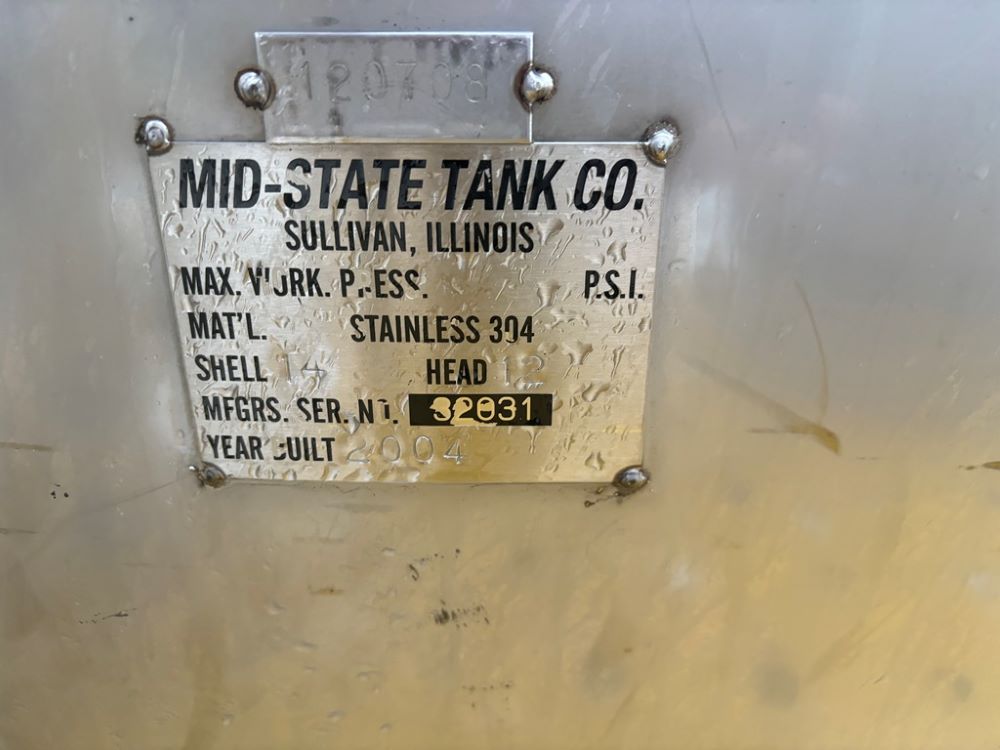 120708
MID-STATE TANK CO.
SULLIVAN, ILLINOIS
MAX. WORK. PRESS. P.S.I.
MAT'L. STAINLESS 304
SHELL 14 HEAD 12
MFGRS. SER. NO. 32031
YEAR BUILT 2004